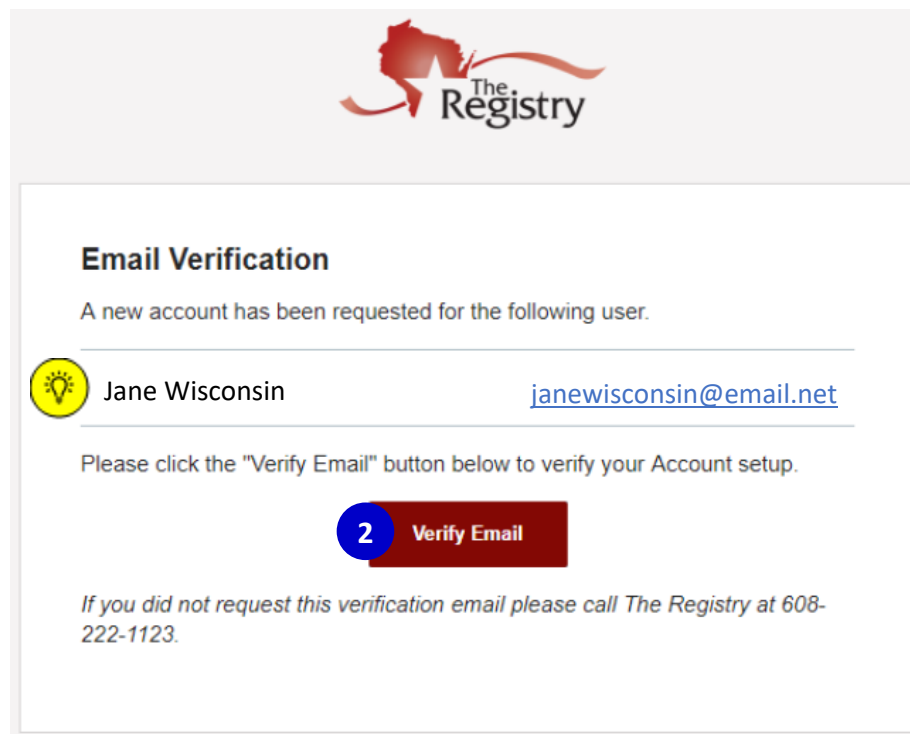 The
Registry
Email Verification
A new account has been requested for the following user.
Jane Wisconsin janewisconsin@email.net
Please click the "Verify Email" button below to verify your Account setup.
2 Verify Email
If you did not request this verification email please call The Registry at 608-
222-1123.